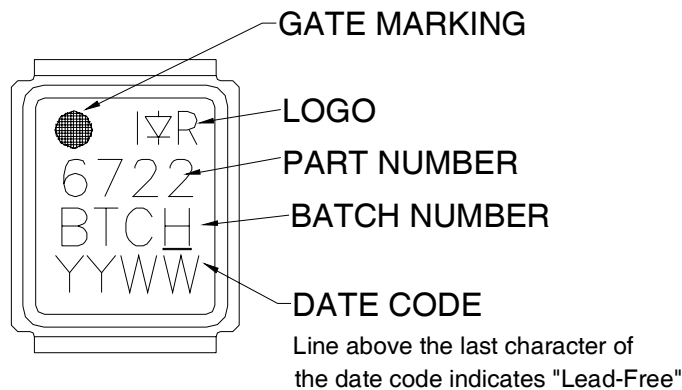 GATE MARKING
I R
LOGO
6722
PART NUMBER
BTCH
BATCH NUMBER
YYWW
DATE CODE
Line above the last character of
the date code indicates "Lead-Free"